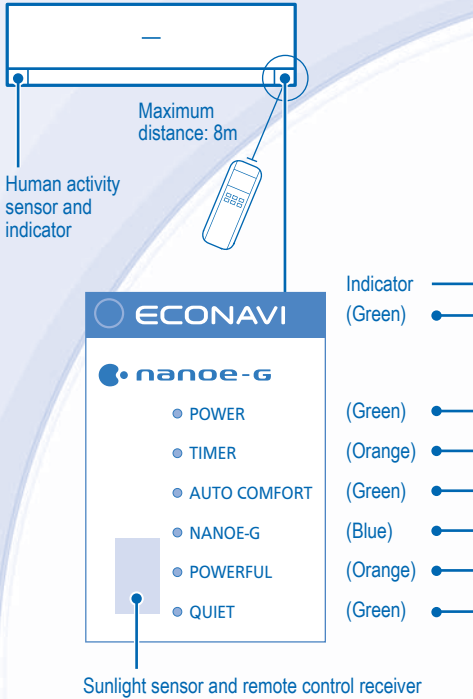 Maximum
distance: 8m
Human activity
sensor and
indicator
Indicator
ECONAVI
(Green)
nanoe-G
POWER
(Green)
TIMER
(Orange)
AUTO COMFORT
(Green)
NANOE-G
(Blue)
POWERFUL
(Orange)
QUIET
(Green)
Sunlight sensor and remote control receiver